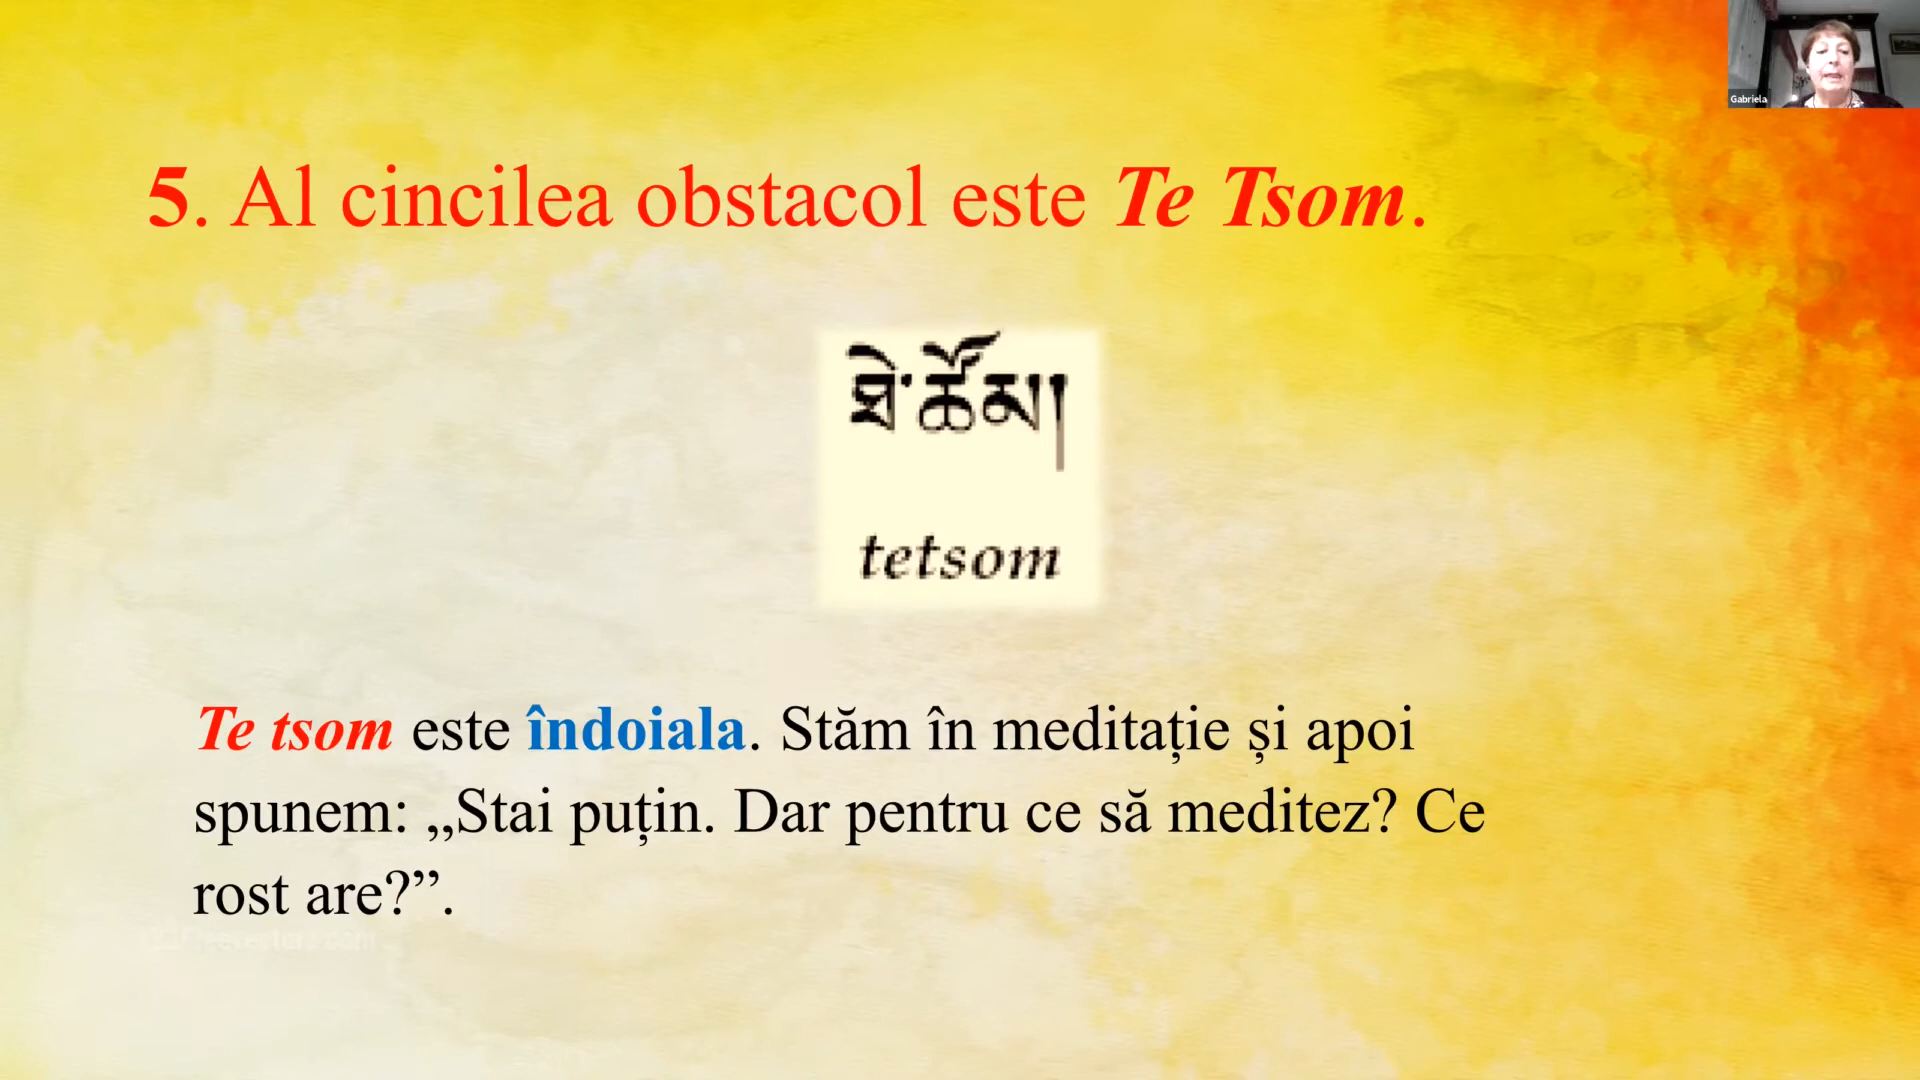 Gabriela
5. Al cincilea obstacol este Te Tsom.
ཐེ་ཚོམ།
tetsom
Te tsom este îndoiala. Stăm în meditație și apoi
spunem: „Stai puțin. Dar pentru ce să meditez? Ce
rost are?”.